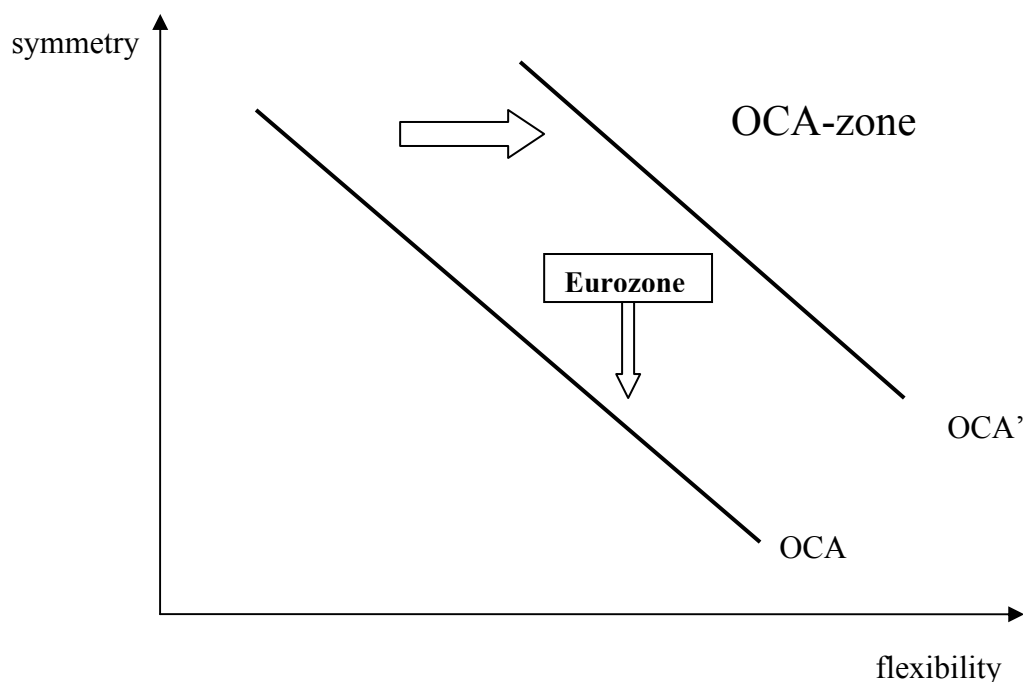 symmetry
OCA-zone
Eurozone
OCA’
OCA
flexibility